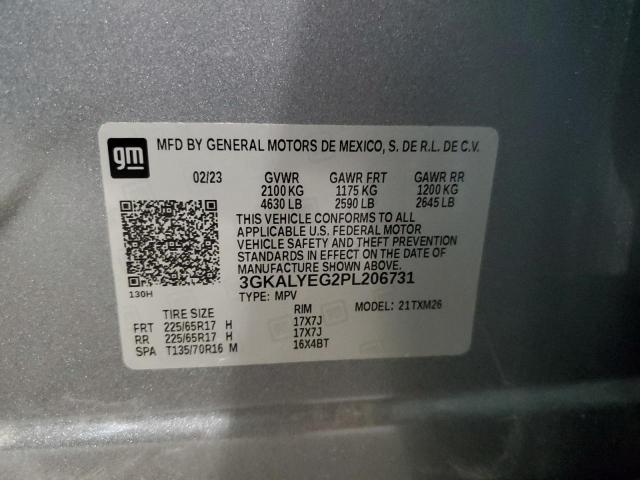 gm
MFD BY GENERAL MOTORS DE MEXICO, S. DE R.L. DE C.V.
02/23 GVWR GAWR FRT GAWR RR
2100 KG 1175 KG 1200 KG
4630 LB 2590 LB 2645 LB
THIS VEHICLE CONFORMS TO ALL
APPLICABLE U.S. FEDERAL MOTOR
VEHICLE SAFETY AND THEFT PREVENTION
STANDARDS IN EFFECT ON THE DATE OF
MANUFACTURE SHOWN ABOVE.
130H
3GKALYEG2PL206731
TYPE: MPV MODEL: 21TXM26
TIRE SIZE RIM
FRT 225/65R17 H 17X7J
RR 225/65R17 H 17X7J
SPA T135/70R16 M 16X4BT